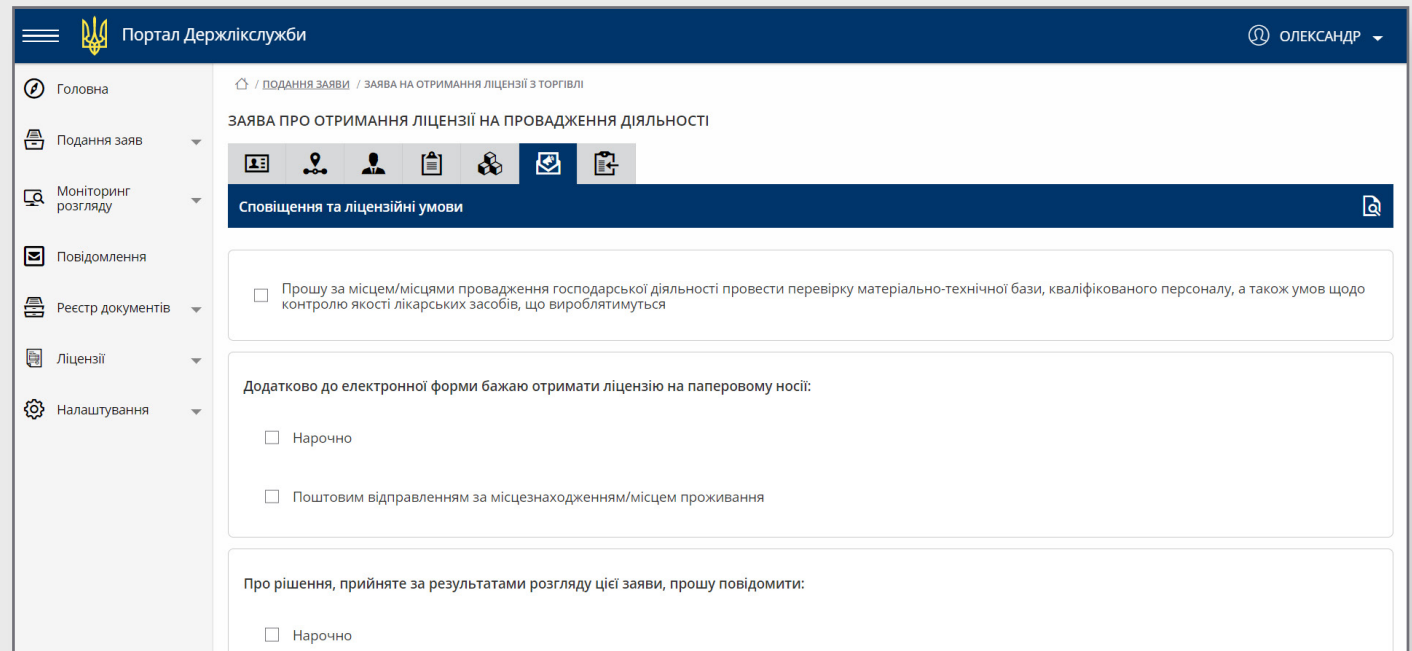 Портал Держлікслужби
ОЛЕКСАНДР
Головна
Подання заяв
Моніторинг
розгляду
Повідомлення
Реєстр документів
Ліцензії
Налаштування
/ ПОДАННЯ ЗАЯВИ / ЗАЯВА НА ОТРИМАННЯ ЛІЦЕНЗІЇ З ТОРГІВЛІ
ЗАЯВА ПРО ОТРИМАННЯ ЛІЦЕНЗІЇ НА ПРОВАДЖЕННЯ ДІЯЛЬНОСТІ
Сповіщення та ліцензійні умови
Прошу за місцем/місцями провадження господарської діяльності провести перевірку матеріально-технічної бази, кваліфікованого персоналу, а також умов щодо
контролю якості лікарських засобів, що вироблятимуться
Додатково до електронної форми бажаю отримати ліцензію на паперовому носії:
Нарочно
Поштовим відправленням за місцезнаходженням/місцем проживання
Про рішення, прийняте за результатами розгляду цієї заяви, прошу повідомити:
Нарочно